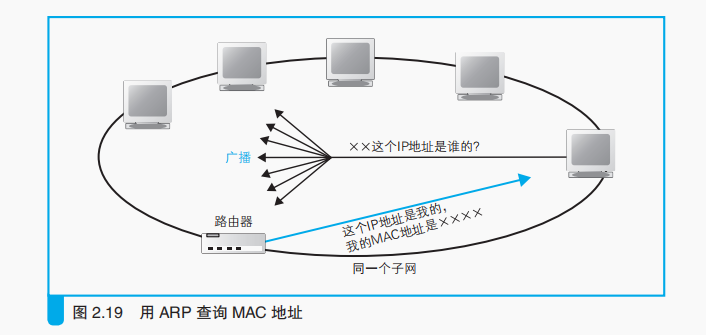 ××这个IP地址是谁的?
广播
路由器
这个IP地址是我的,
我的MAC地址是××××
同一个子网
图 2.19 用 ARP 查询 MAC 地址